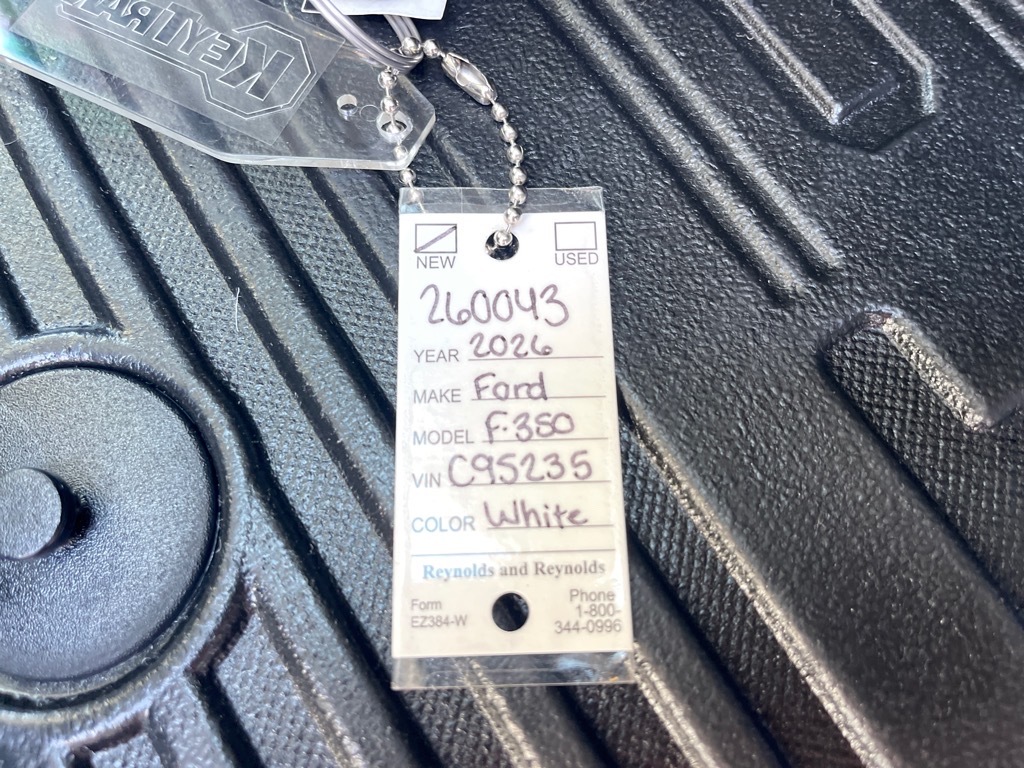 NEW USED
260043
YEAR 2026
MAKE Ford
MODEL F-350
VIN C95235
COLOR White
Reynolds and Reynolds
Form
EZ384-W
Phone
1-800-
344-0996